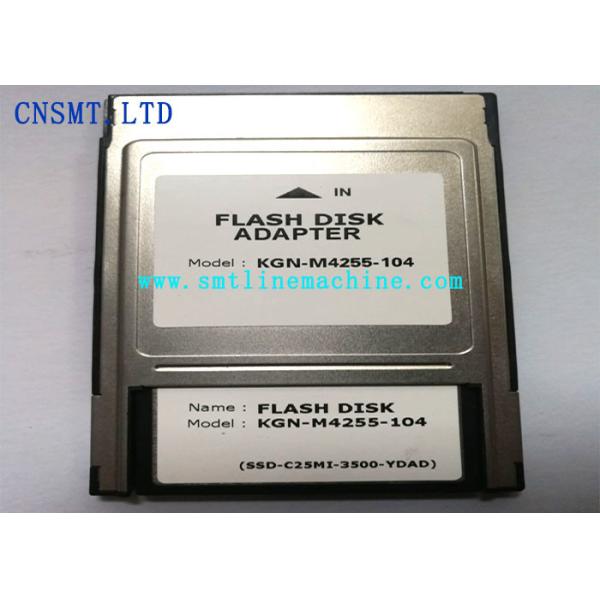 CNSMT.LTD
IN
FLASH DISK
ADAPTER
Model : KGN-M4255-104
www.smtlinemachine.com
Name : FLASH DISK
Model : KGN-M4255-104
(SSD-C25MI-3500-YDAD)